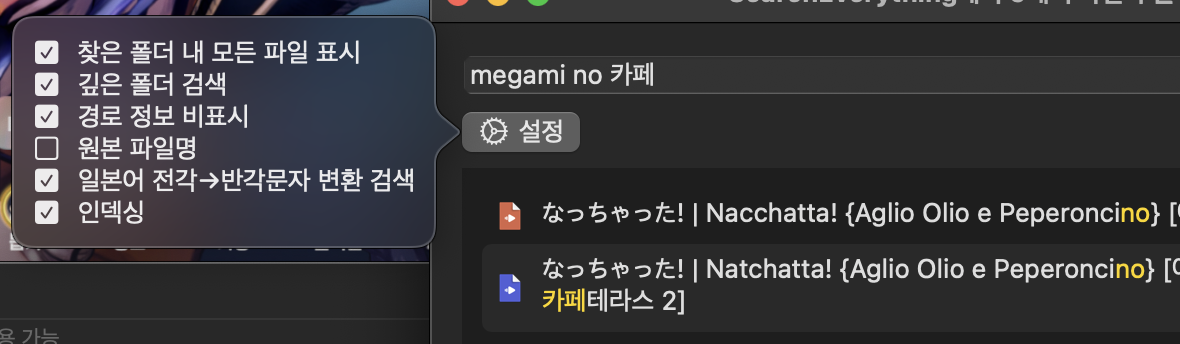 찾은 폴더 내 모든 파일 표시
깊은 폴더 검색
경로 정보 비표시
원본 파일명
일본어 전각→반각문자 변환 검색
인덱싱
용 가능
megami no 카페
설정
なっちゃった! | Nacchatta! {Aglio Olio e Peperoncino} [
なっちゃった! | Natchatta! {Aglio Olio e Peperoncino} [
카페테라스 2]